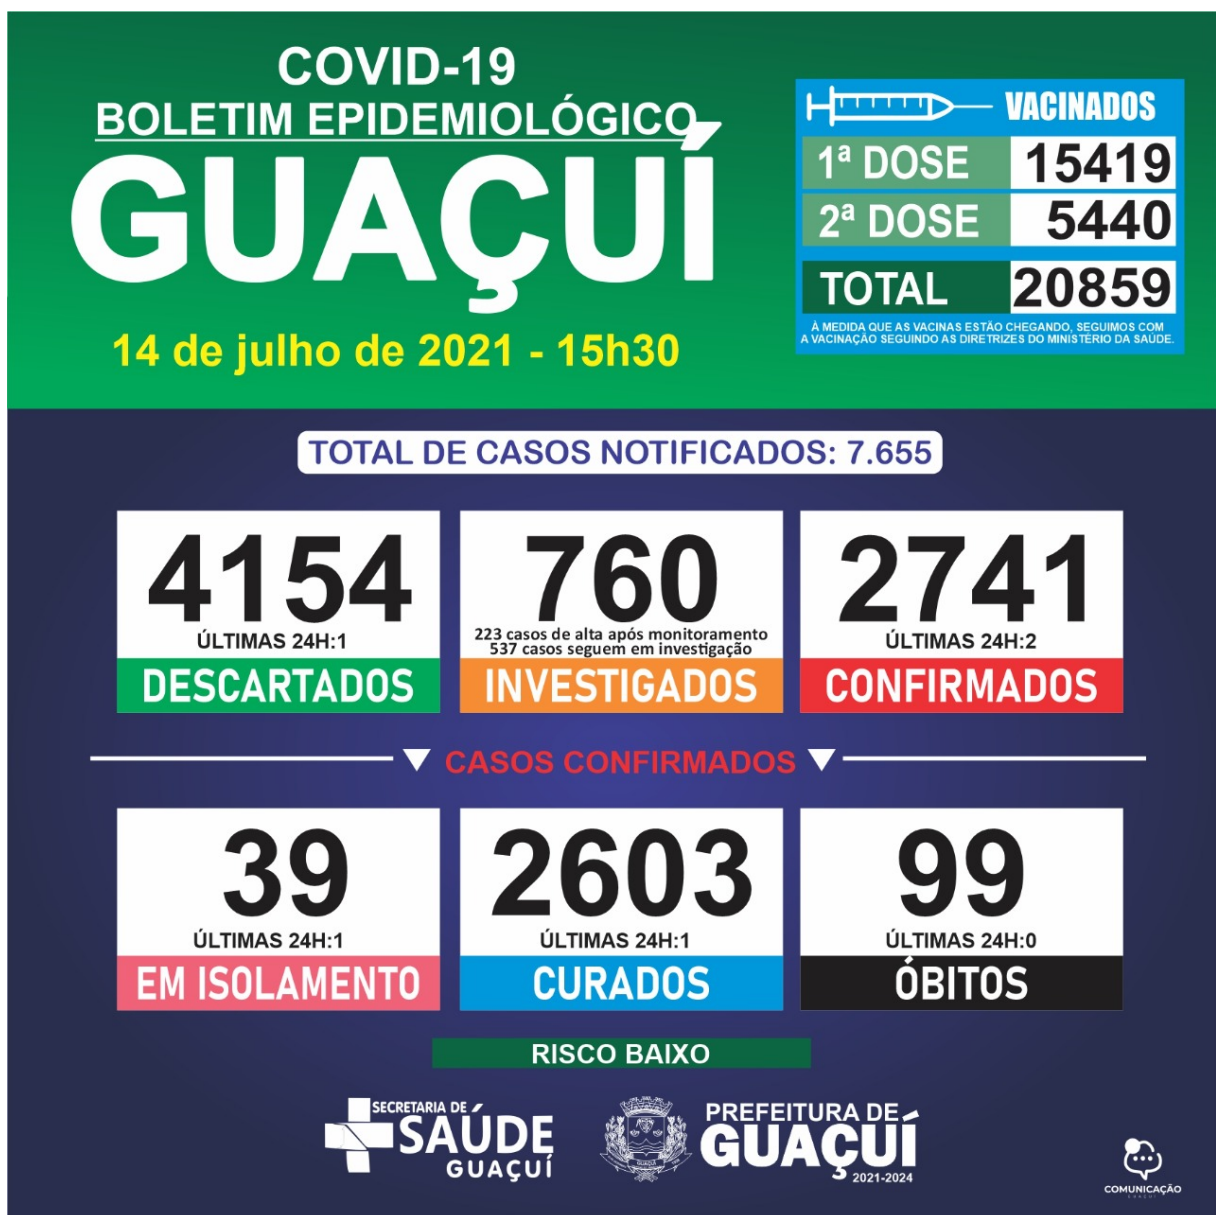 COVID-19
BOLETIM EPIDEMIOLÓGICO
GUAÇUÍ
14 de julho de 2021 - 15h30
VACINADOS
1ª DOSE 15419
2ª DOSE 5440
TOTAL 20859
À MEDIDA QUE AS VACINAS ESTÃO CHEGANDO, SEGUIMOS COM
A VACINAÇÃO SEGUINDO AS DIRETRIZES DO MINISTÉRIO DA SAÚDE.
TOTAL DE CASOS NOTIFICADOS: 7.655
4154
ÚLTIMAS 24H:1
DESCARTADOS
760
223 casos de alta após monitoramento
537 casos seguem em investigação
INVESTIGADOS
2741
ÚLTIMAS 24H:2
CONFIRMADOS
CASOS CONFIRMADOS
39
ÚLTIMAS 24H:1
EM ISOLAMENTO
2603
ÚLTIMAS 24H:1
CURADOS
99
ÚLTIMAS 24H:0
ÓBITOS
RISCO BAIXO
SECRETARIA DE
SAÚDE
GUAÇUÍ
GUAÇUÍ
PREFEITURA DE
GUAÇUÍ
2021-2024
COMUNICAÇÃO
GUAÇUÍ